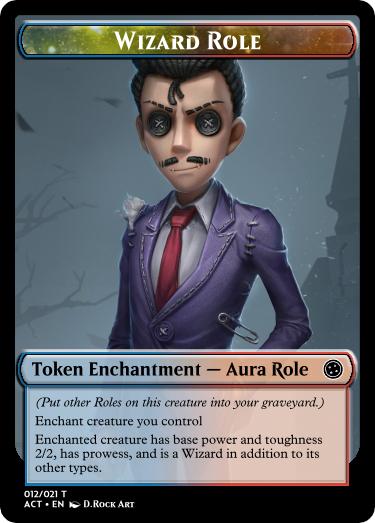 Wizard Role
Token Enchantment — Aura Role
(Put other Roles on this creature into your graveyard.)
Enchant creature you control
Enchanted creature has base power and toughness
2/2, has prowess, and is a Wizard in addition to its
other types.
012/021 T
ACT • EN D.Rock Art